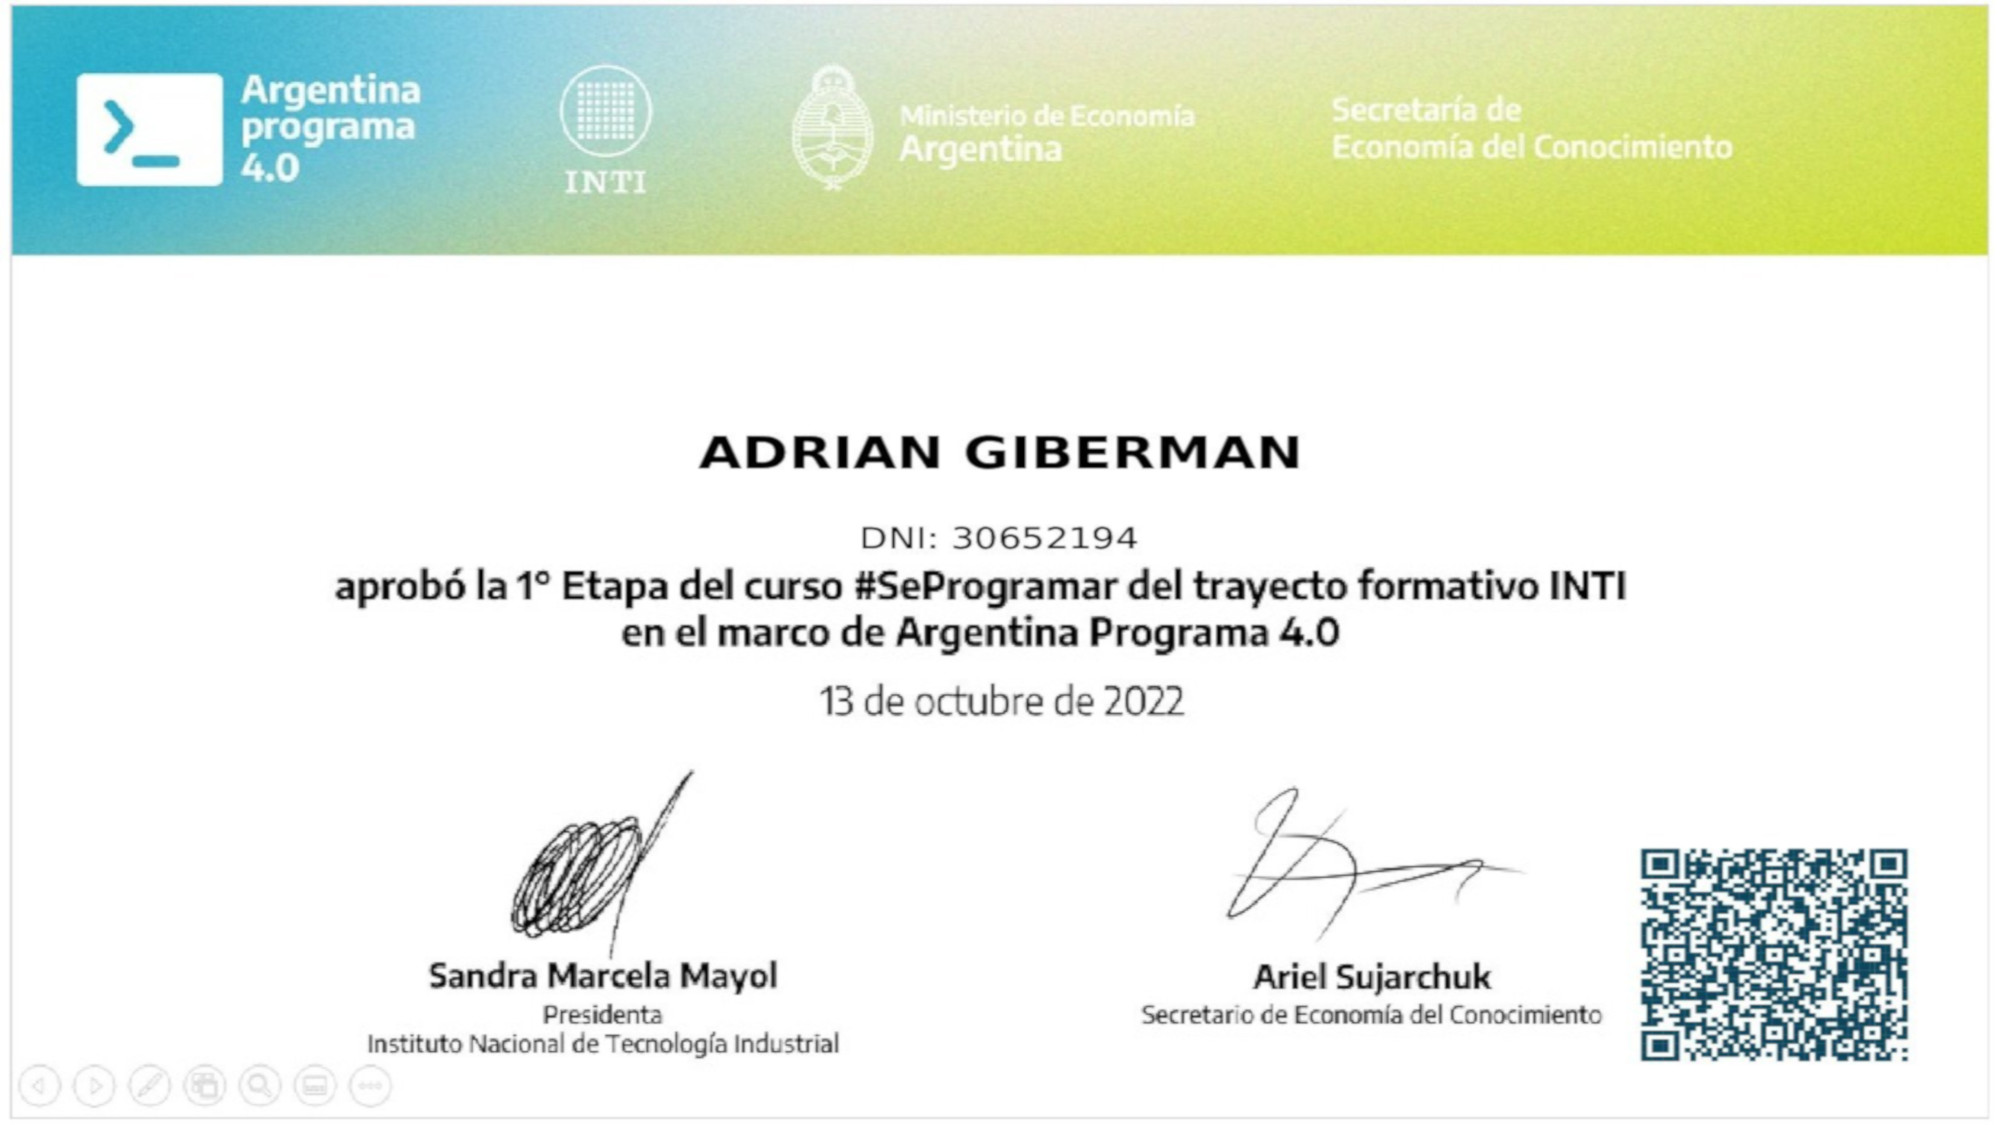 Argentina
programa
4.0
INTI
Ministerio de Economía
Argentina
Secretaría de
Economía del Conocimiento
ADRIAN GIBERMAN
DNI: 30652194
aprobó la 1° Etapa del curso #SeProgramar del trayecto formativo INTI
en el marco de Argentina Programa 4.0
13 de octubre de 2022
Sandra Marcela Mayol
Presidenta
Instituto Nacional de Tecnología Industrial
Ariel Sujarchuk
Secretario de Economía del Conocimiento